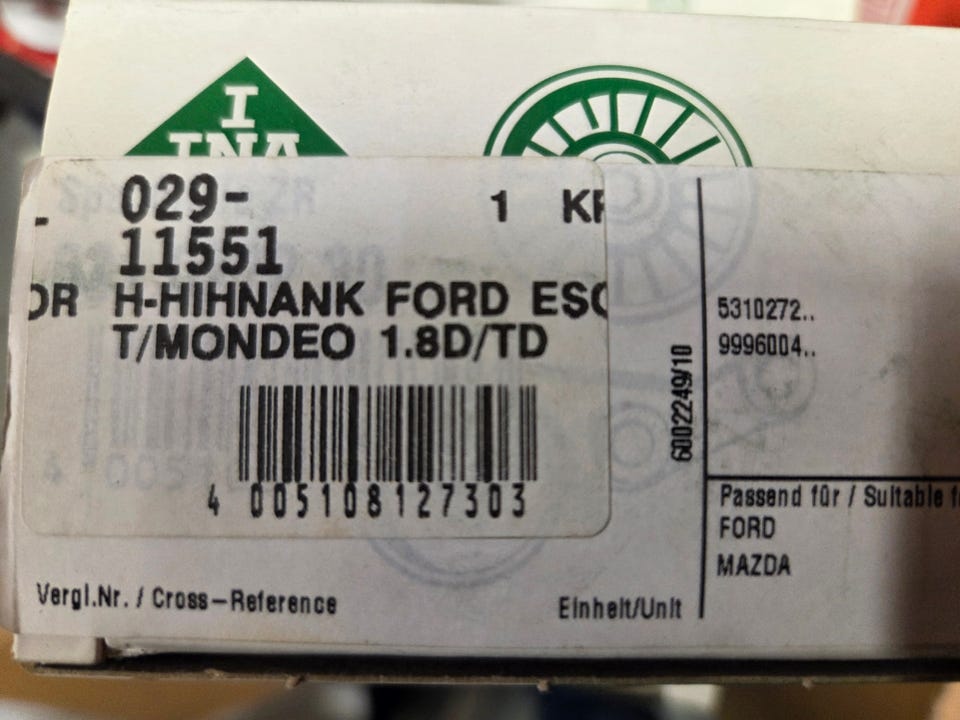 I
INA
029-
1
11551
H-HIHNANK FORD ESC
T/MONDEO 1.8D/TD
4 005108 127303
5310272..
9996004..
6002249/10
Passend für / Suitable f
FORD
MAZDA
Vergl.Nr. / Cross-Reference
Einheit/Unit